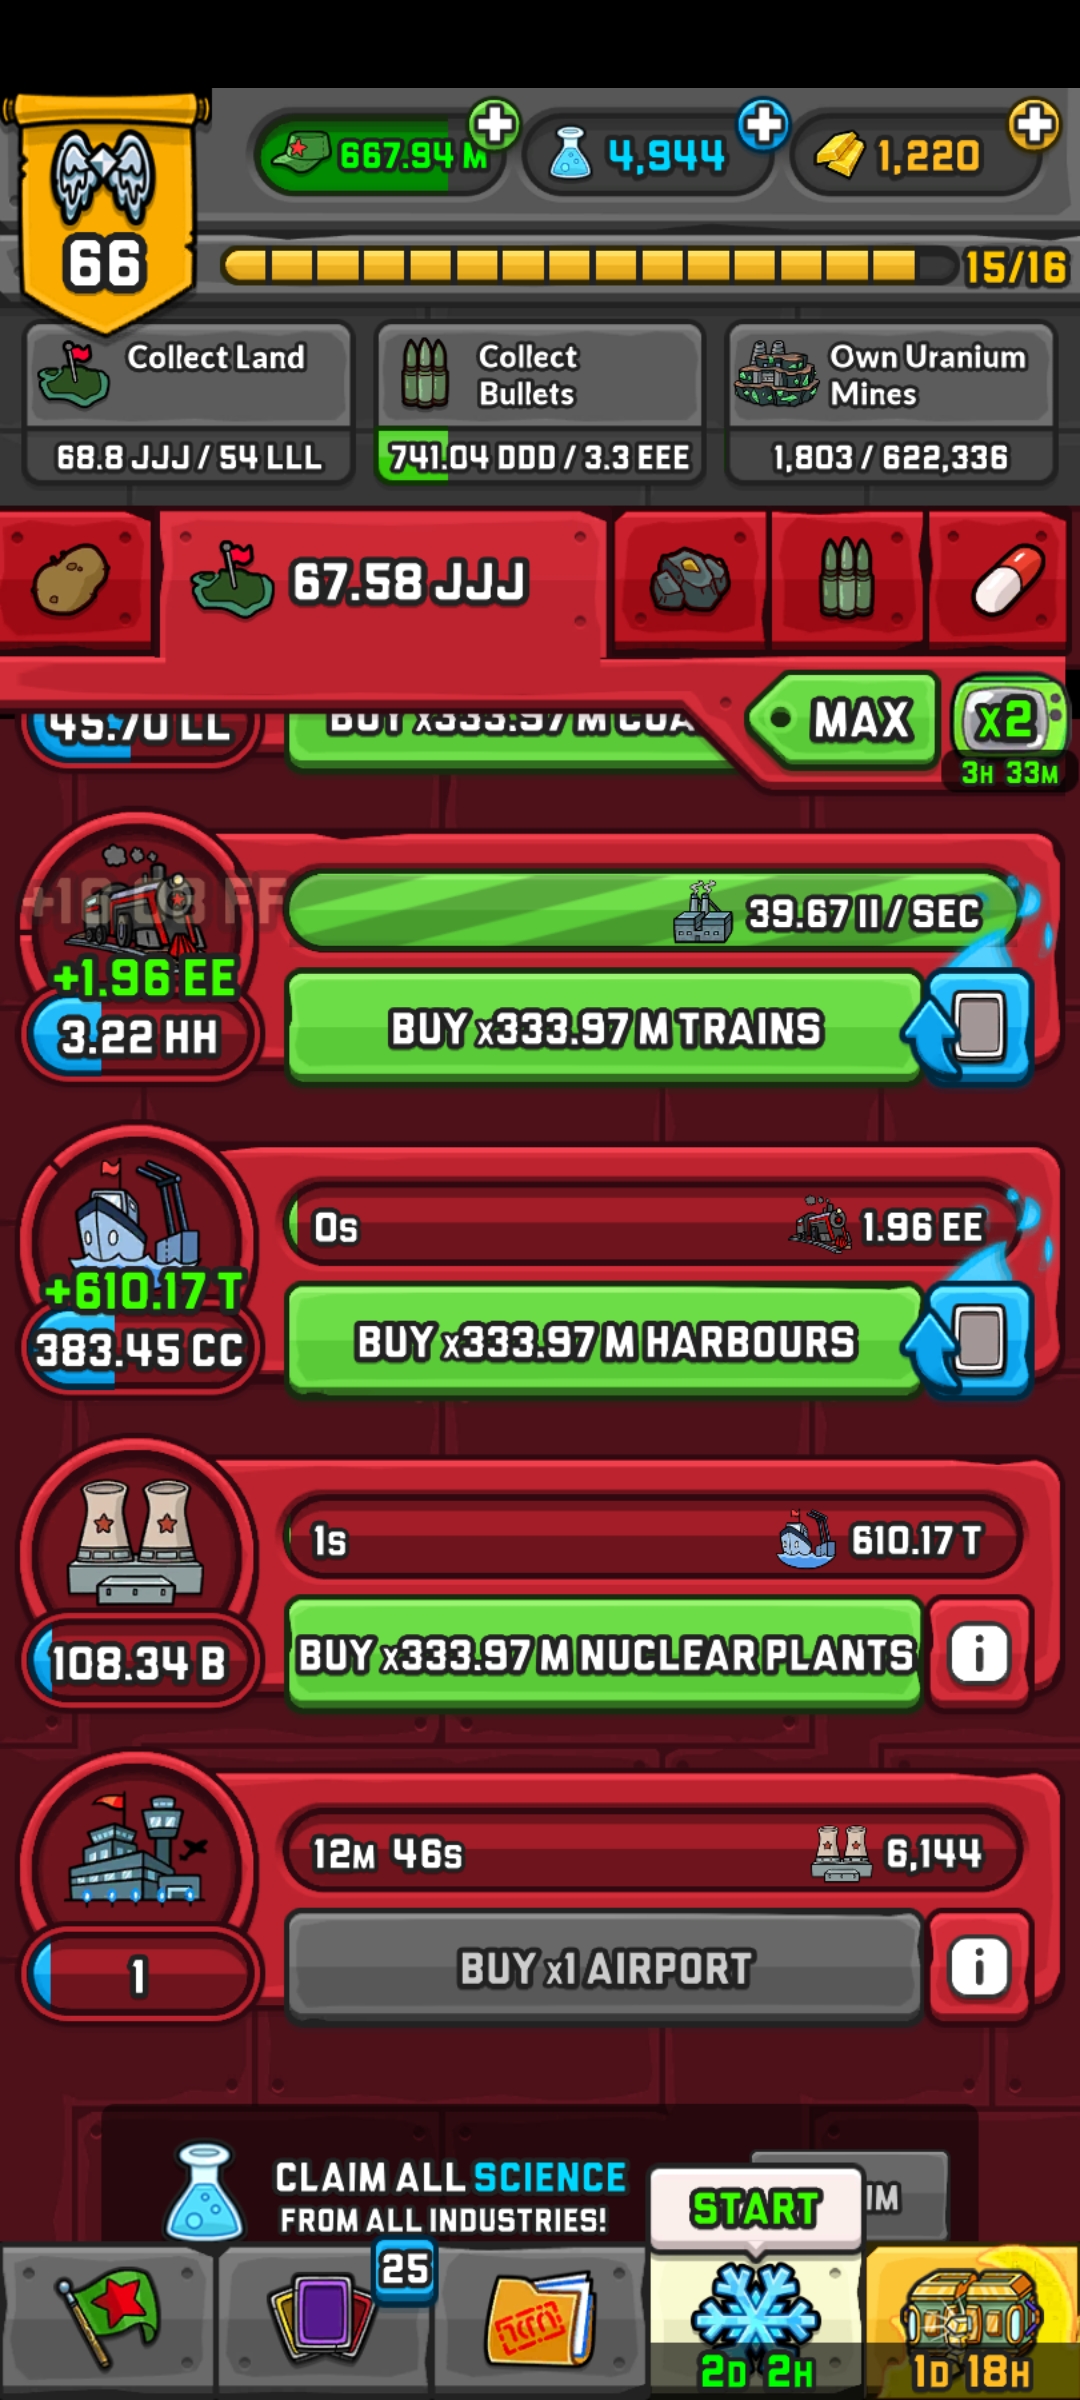 667.94 M
4,944
1,220
66
15/16
Collect Land
68.8 JJJ / 54 LLL
Collect
Bullets
741.04 DDD / 3.3 EEE
Own Uranium
Mines
1,803 / 622,336
67.58 JJJ
MAX
x2
3H 33M
45.70 LL
BUY x333.97 M
39.67 II / SEC
+1.96 EE
3.22 HH
BUY x333.97 M TRAINS
0s
1.96 EE
+610.17 T
383.45 CC
BUY x333.97 M HARBOURS
1s
610.17 T
108.34 B
BUY x333.97 M NUCLEAR PLANTS
i
12M 46s
6,144
1
BUY x1 AIRPORT
i
CLAIM ALL SCIENCE
FROM ALL INDUSTRIES!
START
25
2D 2H
1D 18H